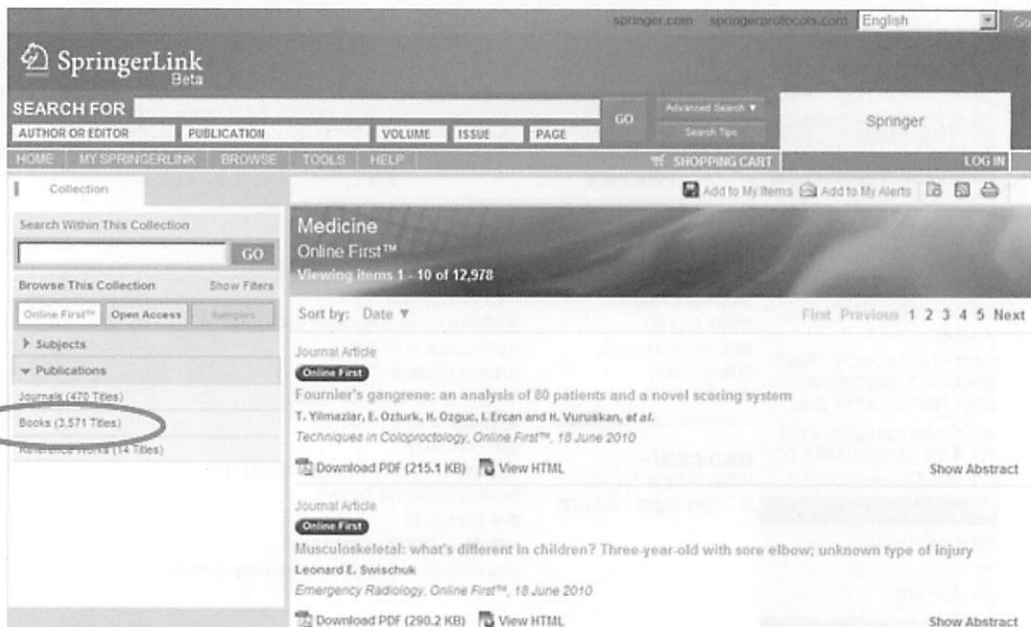 springer.com springerprotocols.com English
SpringerLink
Beta
SEARCH FOR GO Advanced Search ▼
AUTHOR OR EDITOR PUBLICATION VOLUME ISSUE PAGE Search Tips
Springer
HOME MY SPRINGERLINK BROWSE TOOLS HELP SHOPPING CART LOG IN
Collection
Add to My Items Add to My Alerts
Search Within This Collection
GO
Browse This Collection Show Filters
Online First™ Open Access Samples
Subjects
Publications
Journals (470 Titles)
Books (3,571 Titles)
Reference Works (14 Titles)
Medicine
Online First™
Viewing items 1 - 10 of 12,978
Sort by: Date ▼ First Previous 1 2 3 4 5 Next
Journal Article
Online First
Fournier's gangrene: an analysis of 80 patients and a novel scoring system
T. Yilmazlar, E. Ozturk, H. Ozguc, I. Ercan and H. Vuruskan, et al.
Techniques in Coloproctology, Online First™, 18 June 2010
Download PDF (215.1 KB) View HTML Show Abstract
Journal Article
Online First
Musculoskeletal: what's different in children? Three-year-old with sore elbow; unknown type of injury
Leonard E. Swischuk
Emergency Radiology, Online First™, 18 June 2010
Download PDF (290.2 KB) View HTML Show Abstract